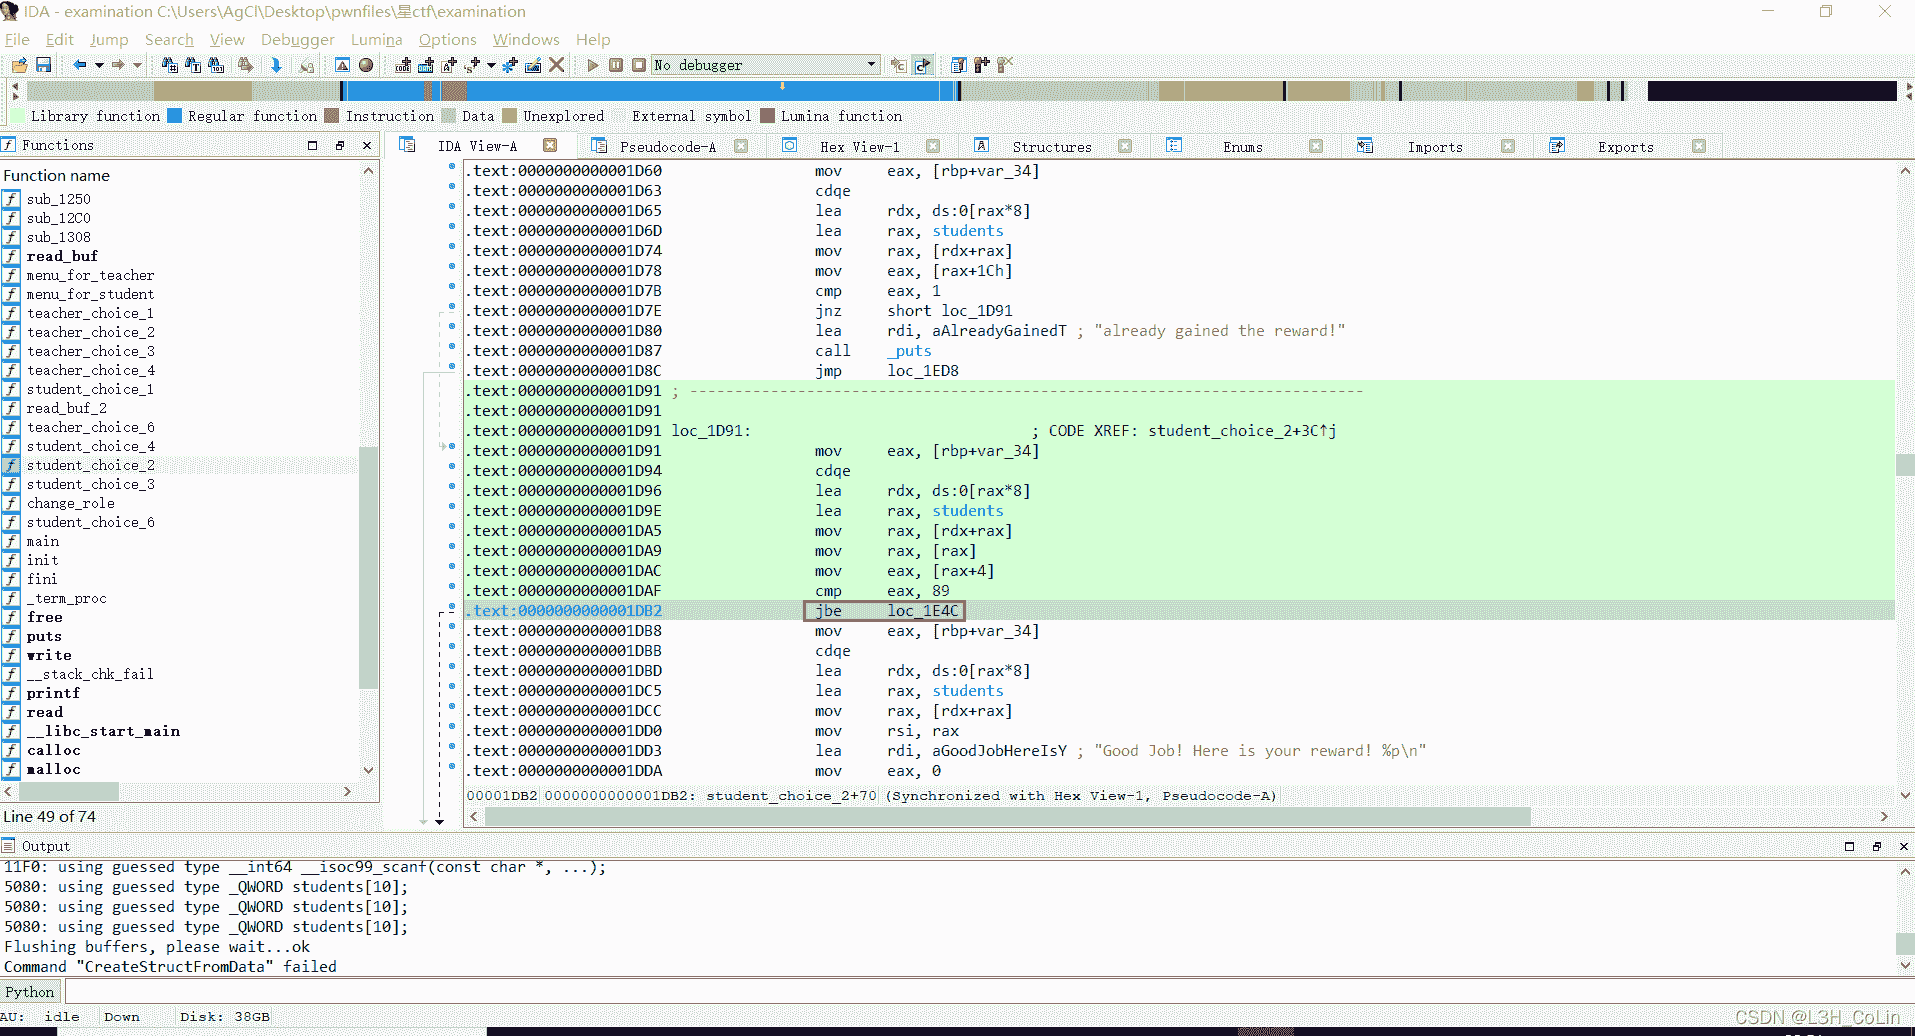 IDA - examination C:\Users\AgCl\Desktop\pwnfiles\星ctf\examination
File Edit Jump Search View Debugger Lumina Options Windows Help
No debugger
Library function Regular function Instruction Data Unexplored External symbol Lumina function
Functions
IDA View-A Pseudocode-A Hex View-1 Structures Enums Imports Exports
Function name
sub_1250
sub_12C0
sub_1308
read_buf
menu_for_teacher
menu_for_student
teacher_choice_1
teacher_choice_2
teacher_choice_3
teacher_choice_4
student_choice_1
read_buf_2
teacher_choice_6
student_choice_4
student_choice_2
student_choice_3
change_role
student_choice_6
main
init
fini
_term_proc
free
puts
write
__stack_chk_fail
printf
read
__libc_start_main
calloc
malloc
Line 49 of 74
.text:0000000000001D60 mov eax, [rbp+var_34]
.text:0000000000001D63 cdqe
.text:0000000000001D65 lea rdx, ds:0[rax*8]
.text:0000000000001D6D lea rax, students
.text:0000000000001D74 mov rax, [rdx+rax]
.text:0000000000001D78 mov eax, [rax+1Ch]
.text:0000000000001D7B cmp eax, 1
.text:0000000000001D7E jnz short loc_1D91
.text:0000000000001D80 lea rdi, aAlreadyGainedT ; "already gained the reward!"
.text:0000000000001D87 call _puts
.text:0000000000001D8C jmp loc_1ED8
.text:0000000000001D91 ; ---------------------------------------------------------------------------
.text:0000000000001D91
.text:0000000000001D91 loc_1D91: ; CODE XREF: student_choice_2+3C↑j
.text:0000000000001D91 mov eax, [rbp+var_34]
.text:0000000000001D94 cdqe
.text:0000000000001D96 lea rdx, ds:0[rax*8]
.text:0000000000001D9E lea rax, students
.text:0000000000001DA5 mov rax, [rdx+rax]
.text:0000000000001DA9 mov rax, [rax]
.text:0000000000001DAC mov eax, [rax+4]
.text:0000000000001DAF cmp eax, 89
.text:0000000000001DB2 jbe loc_1E4C
.text:0000000000001DB8 mov eax, [rbp+var_34]
.text:0000000000001DBB cdqe
.text:0000000000001DBD lea rdx, ds:0[rax*8]
.text:0000000000001DC5 lea rax, students
.text:0000000000001DCC mov rax, [rdx+rax]
.text:0000000000001DD0 mov rsi, rax
.text:0000000000001DD3 lea rdi, aGoodJobHereIsY ; "Good Job! Here is your reward! %p\n"
.text:0000000000001DDA mov eax, 0
00001DB2 0000000000001DB2: student_choice_2+70 (Synchronized with Hex View-1, Pseudocode-A)
Output
11F0: using guessed type __int64 __isoc99_scanf(const char *, ...);
5080: using guessed type _QWORD students[10];
5080: using guessed type _QWORD students[10];
5080: using guessed type _QWORD students[10];
Flushing buffers, please wait...ok
Command "CreateStructFromData" failed
Python
AU: idle Down Disk: 38GB
CSDN @L3H_CoLin